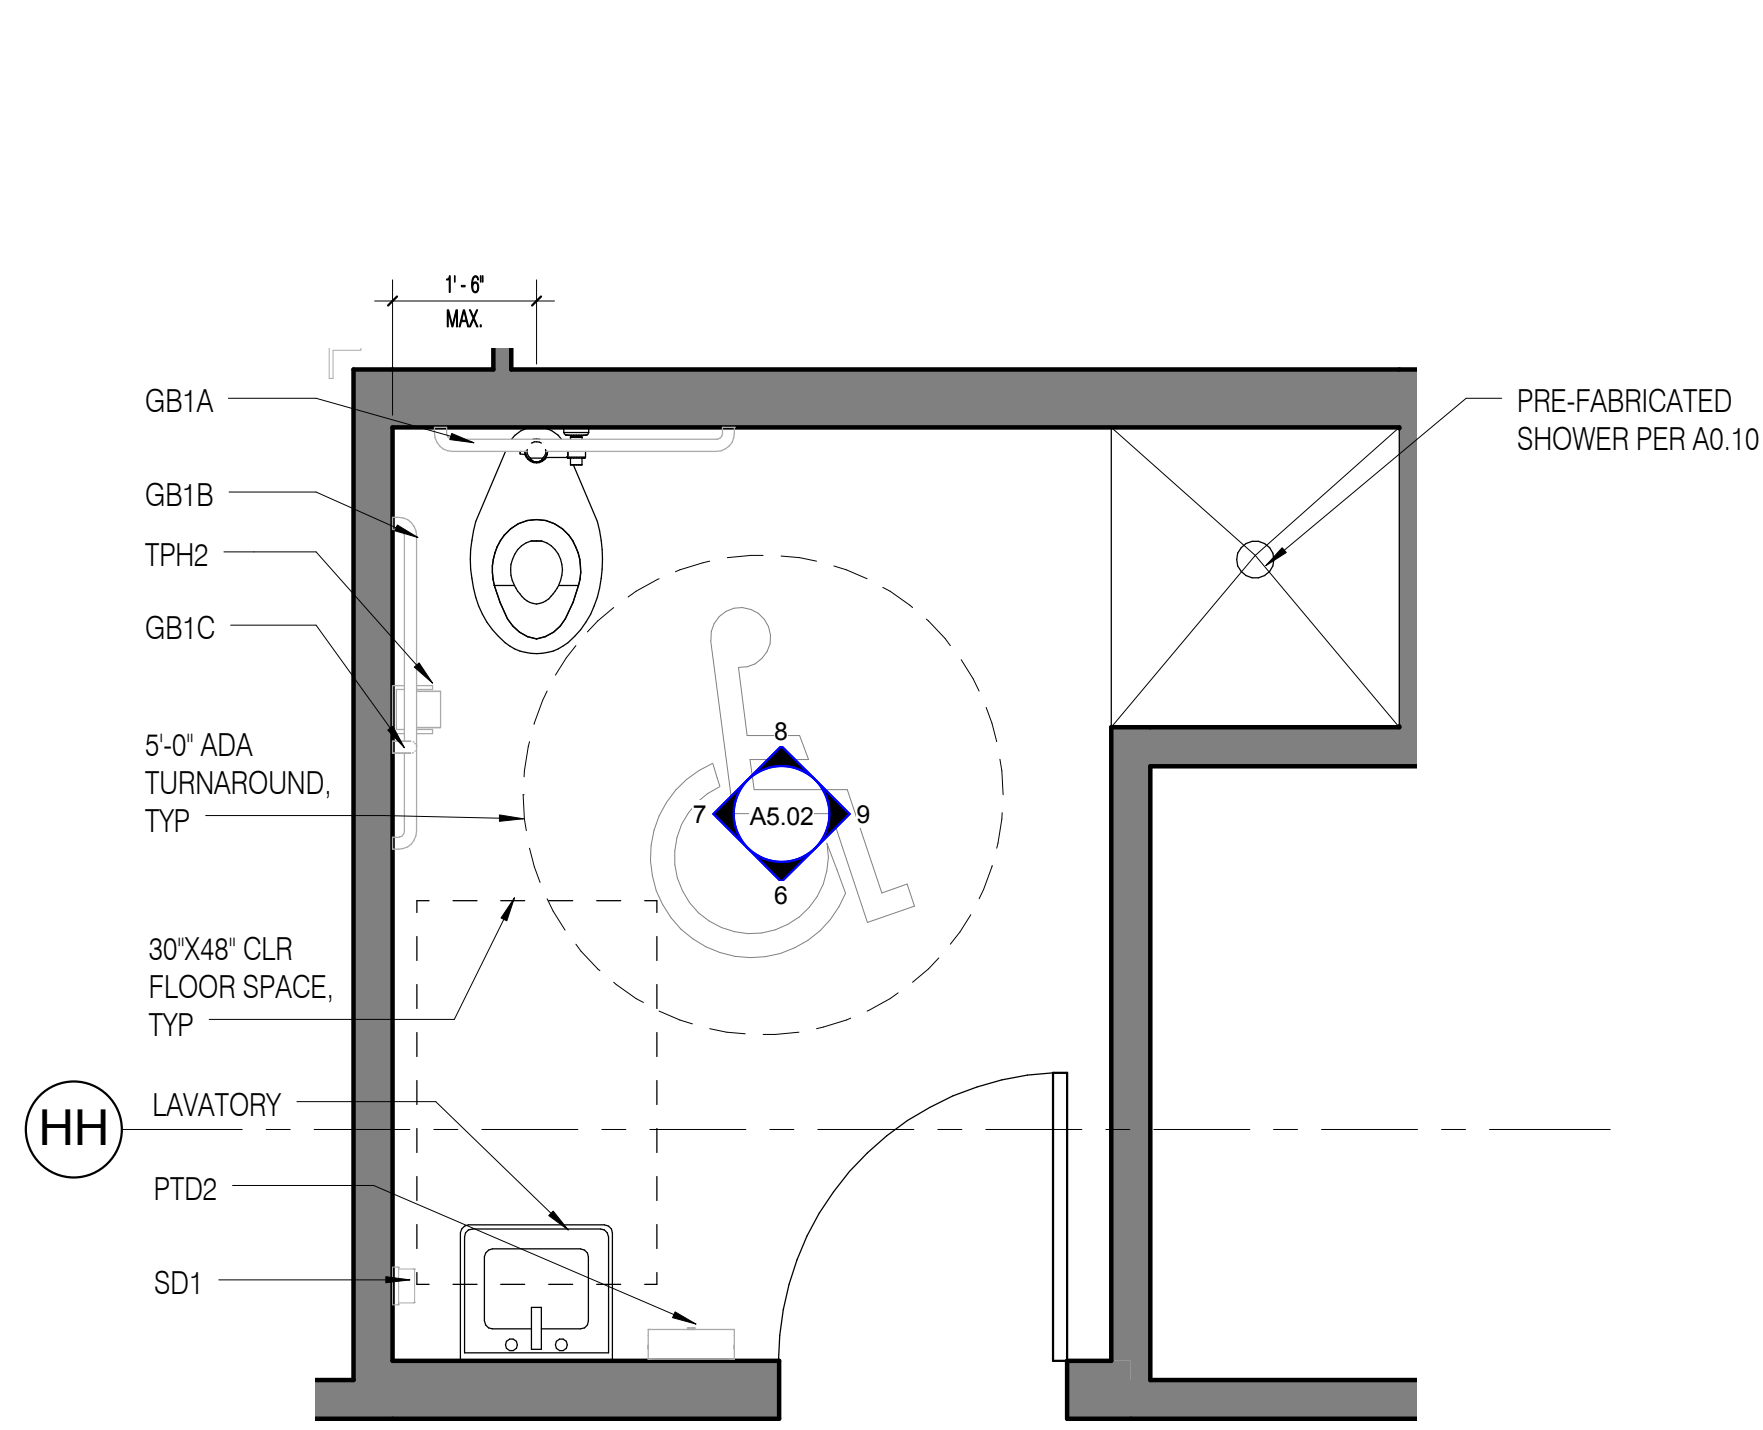 1'-6"
MAX.
GB1A
PRE-FABRICATED
SHOWER PER A0.10
GB1B
TPH2
GB1C
8
5'-0" ADA
TURNAROUND,
TYP
7
A5.02
9
6
30"X48" CLR
FLOOR SPACE,
TYP
LAVATORY
HH
PTD2
SD1